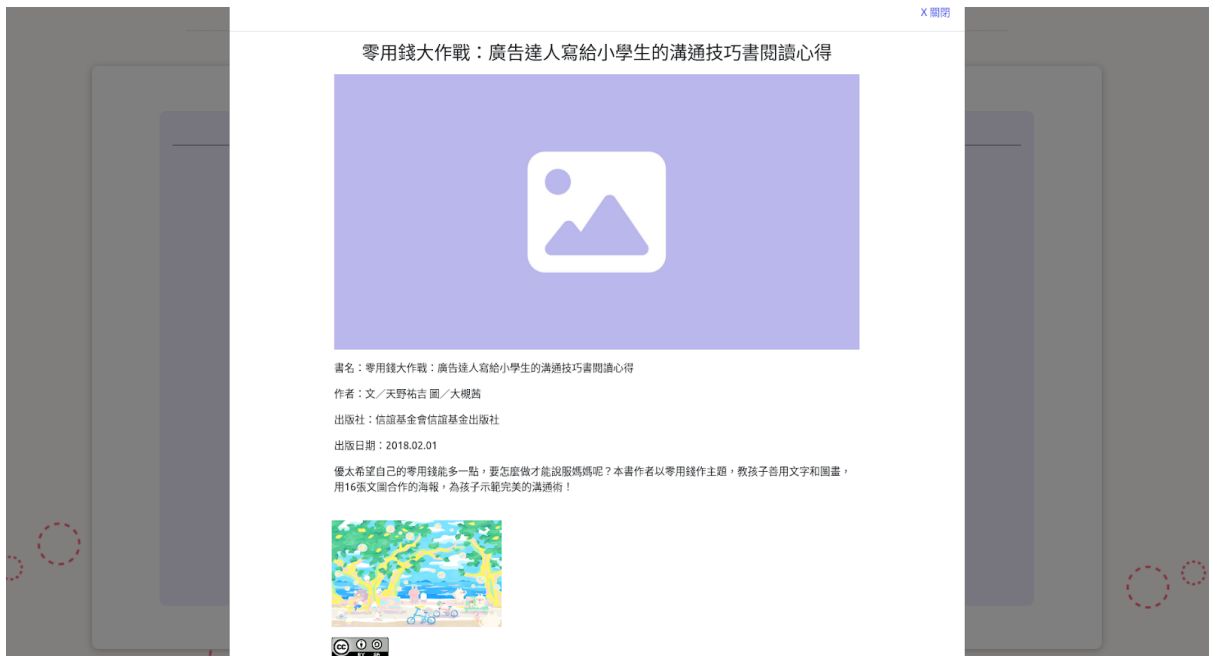 X 關閉
零用錢大作戰：廣告達人寫給小學生的溝通技巧書閱讀心得
書名：零用錢大作戰：廣告達人寫給小學生的溝通技巧書閱讀心得
作者：文／天野祐吉 圖／大槻茜
出版社：信誼基金會信誼基金出版社
出版日期：2018.02.01
優太希望自己的零用錢能多一點，要怎麼做才能說服媽媽呢？本書作者以零用錢作主題，教孩子善用文字和圖畫，
用16張文圖合作的海報，為孩子示範完美的溝通術！
cc